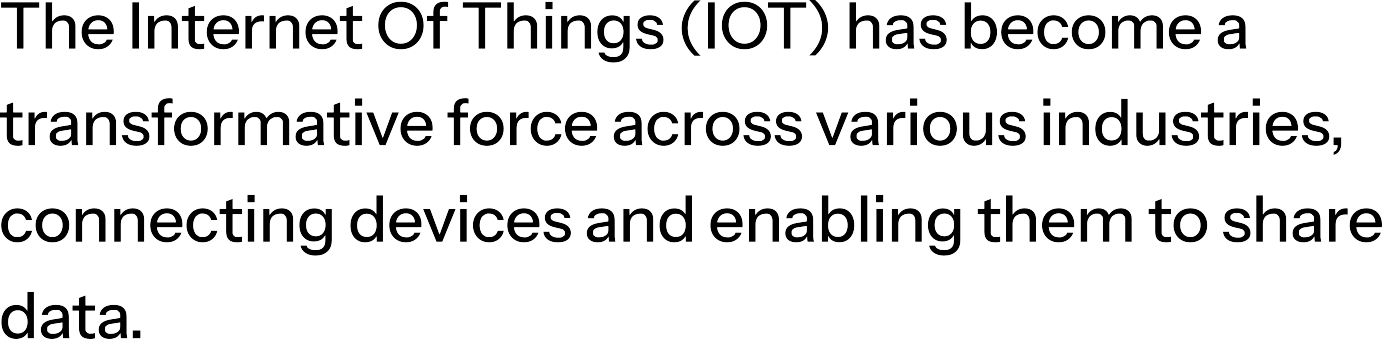 The Internet Of Things (IOT) has become a
transformative force across various industries,
connecting devices and enabling them to share
data.